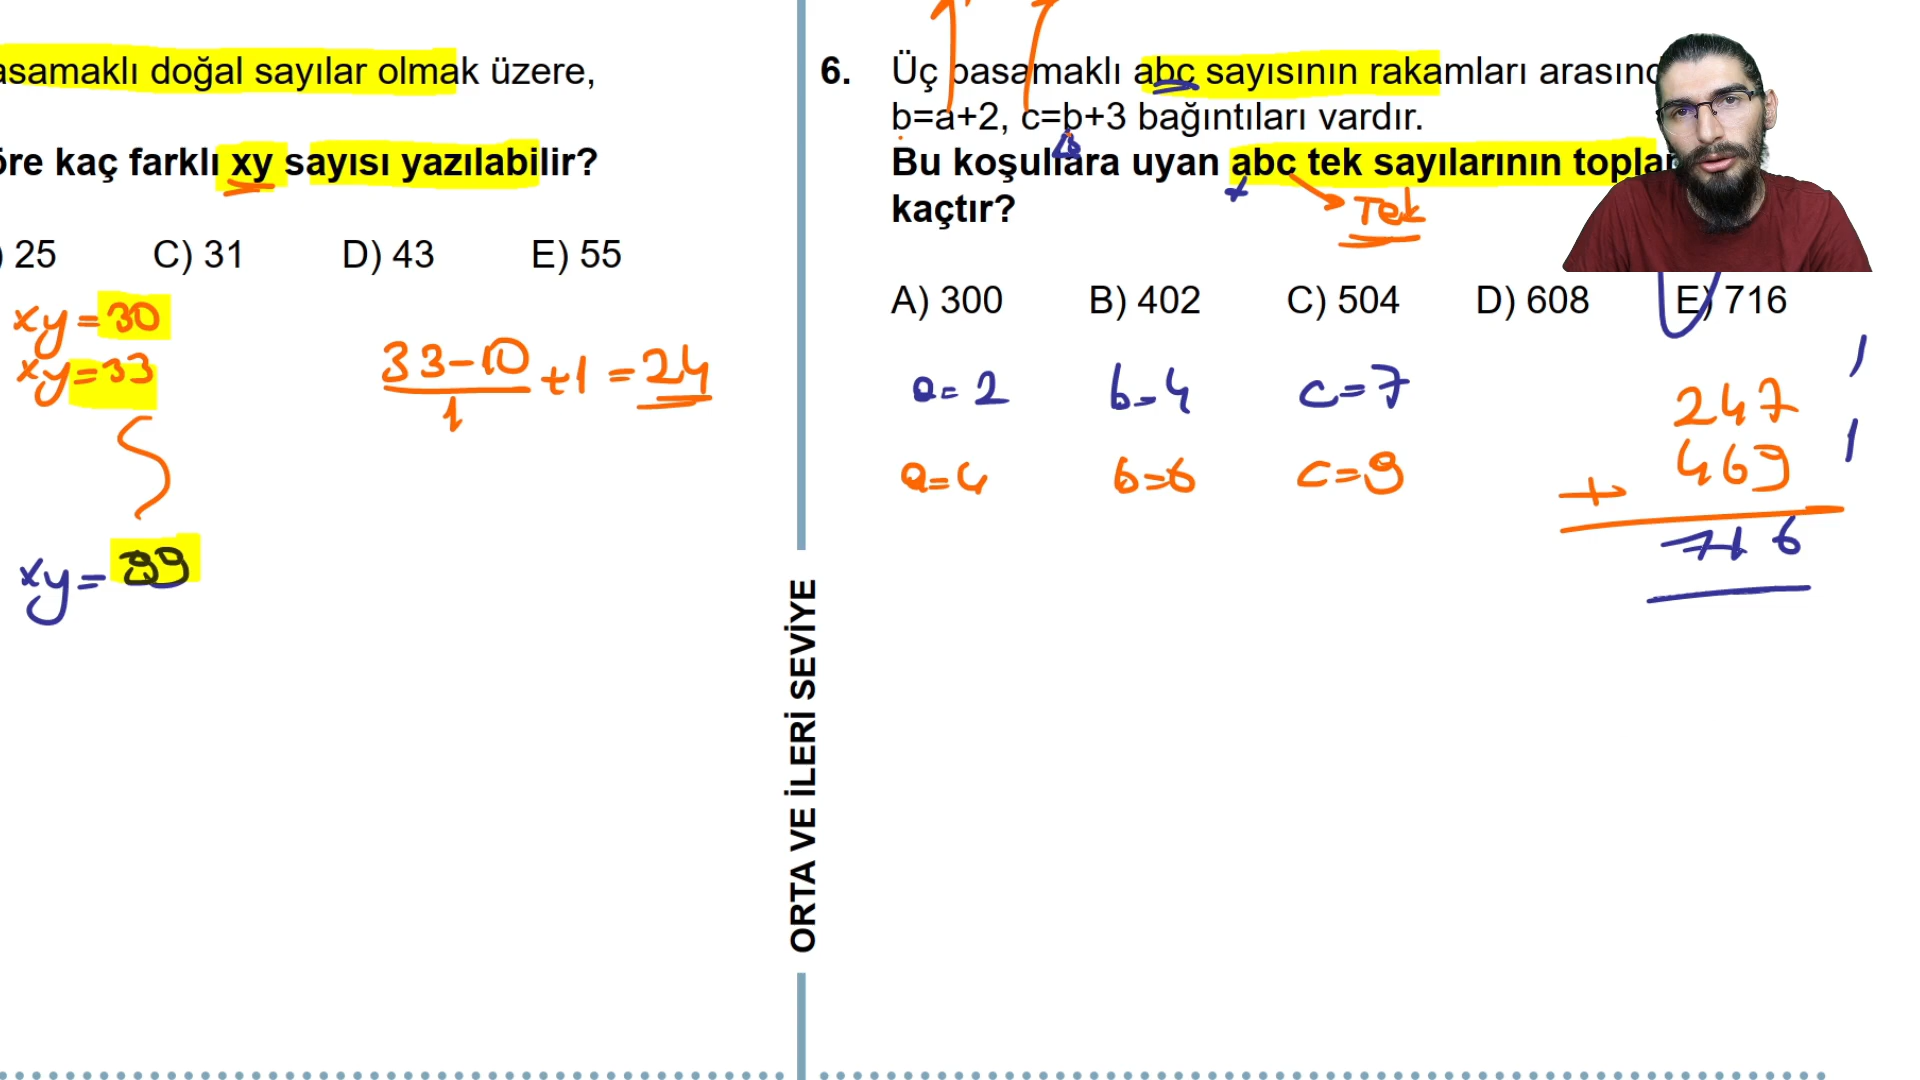 asamaklı doğal sayılar olmak üzere,
öre kaç farklı xy sayısı yazılabilir?
) 25 C) 31 D) 43 E) 55
xy = 30
xy = 33
33-10 +1 = 24
1
xy = 39
ORTA VE İLERİ SEVİYE
6. Üç basamaklı abc sayısının rakamları arasınd
b=a+2, c=b+3 bağıntıları vardır.
Bu koşullara uyan abc tek sayılarının toplam
kaçtır?
Tek
A) 300 B) 402 C) 504 D) 608 E) 716
a=2 b=4 c=7
a=4 b=6 c=9
247
+ 469
716